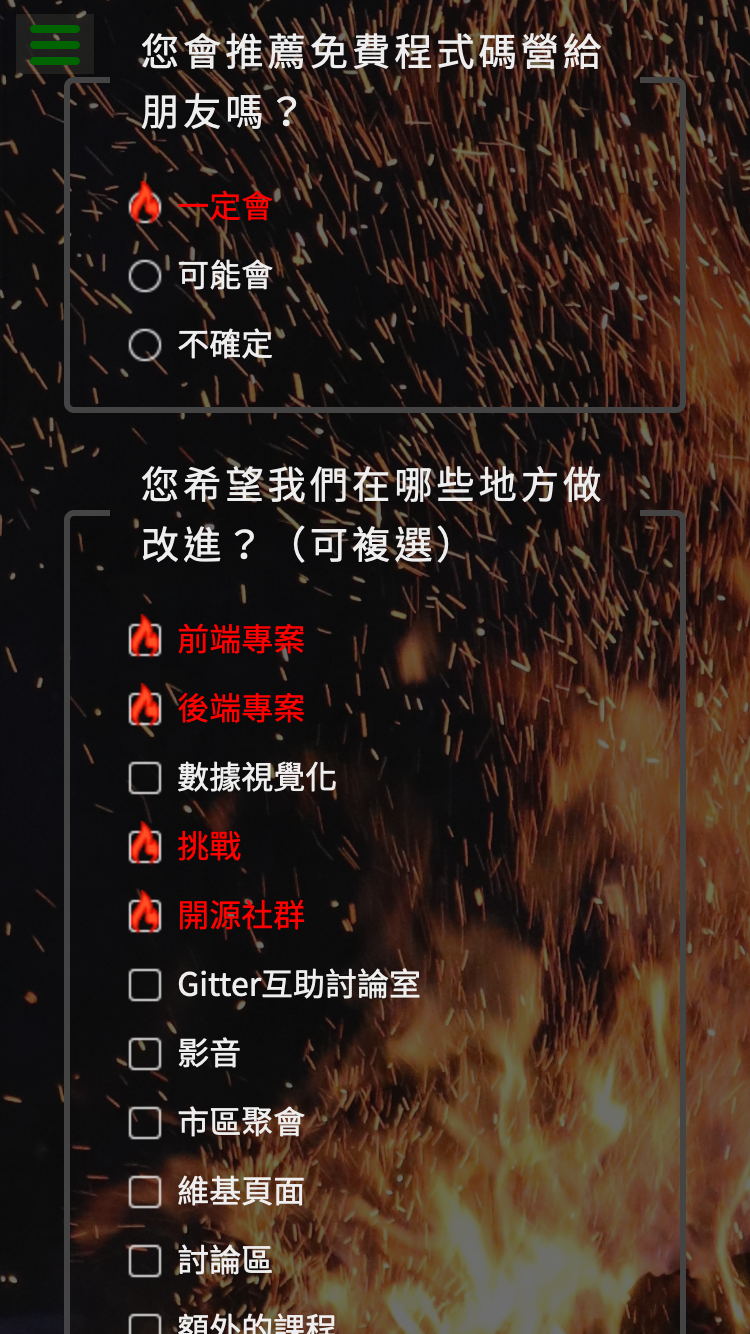 您會推薦免費程式碼營給
朋友嗎？
一定會
可能會
不確定
您希望我們在哪些地方做
改進？（可複選）
前端專案
後端專案
數據視覺化
挑戰
開源社群
Gitter互助討論室
影音
市區聚會
維基頁面
討論區
額外的課程